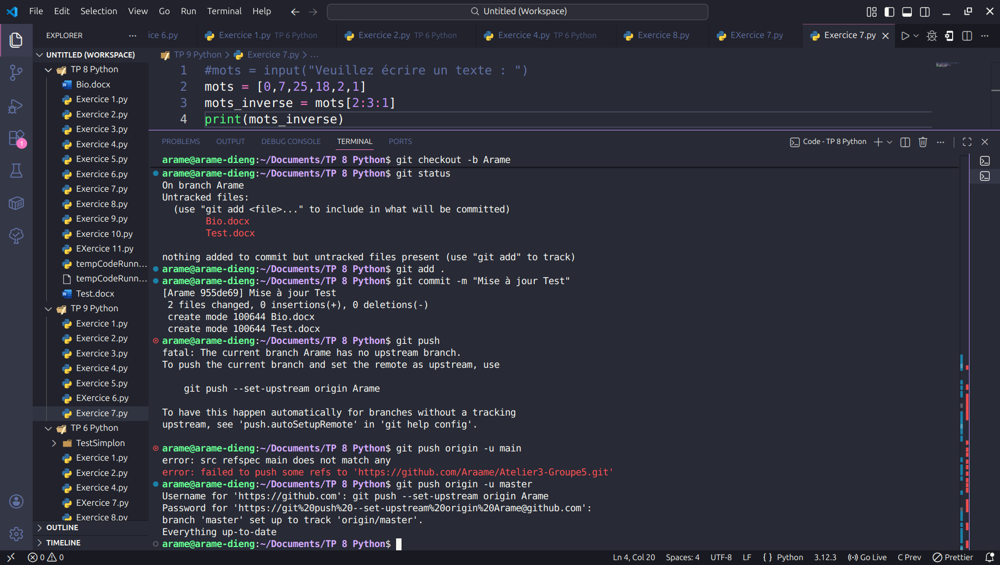 File Edit Selection View Go Run Terminal Help
Untitled (Workspace)
EXPLORER
ice 6.py
Exercice 1.py TP 6 Python
Exercice 2.py TP 6 Python
Exercice 4.py TP 6 Python
Exercice 8.py
EXercice 7.py
Exercice 7.py
UNTITLED (WORKSPACE)
TP 8 Python
Bio.docx
Exercice 1.py
Exercice 2.py
Exercice 3.py
Exercice 4.py
Exercice 5.py
Exercice 6.py
Exercice 7.py
Exercice 8.py
Exercice 9.py
Exercice 10.py
EXercice 11.py
tempCodeRunn...
tempCodeRunn...
Test.docx
TP 9 Python
Exercice 1.py
Exercice 2.py
Exercice 3.py
Exercice 4.py
Exercice 5.py
EXercice 6.py
Exercice 7.py
TP 6 Python
TestSimplon
Exercice 1.py
Exercice 2.py
Exercice 4.py
EXercice 7.py
Exercice 8.py
OUTLINE
TIMELINE
1
TP 9 Python > Exercice 7.py > ...
1 #mots = input("Veuillez écrire un texte : ")
2 mots = [0,7,25,18,2,1]
3 mots_inverse = mots[2:3:1]
4 print(mots_inverse)
PROBLEMS OUTPUT DEBUG CONSOLE TERMINAL PORTS
Code - TP 8 Python
arame@arame-dieng:~/Documents/TP 8 Python$ git checkout -b Arame
arame@arame-dieng:~/Documents/TP 8 Python$ git status
On branch Arame
Untracked files:
(use "git add <file>..." to include in what will be committed)
Bio.docx
Test.docx
nothing added to commit but untracked files present (use "git add" to track)
arame@arame-dieng:~/Documents/TP 8 Python$ git add .
arame@arame-dieng:~/Documents/TP 8 Python$ git commit -m "Mise à jour Test"
[Arame 955de69] Mise à jour Test
2 files changed, 0 insertions(+), 0 deletions(-)
create mode 100644 Bio.docx
create mode 100644 Test.docx
arame@arame-dieng:~/Documents/TP 8 Python$ git push
fatal: The current branch Arame has no upstream branch.
To push the current branch and set the remote as upstream, use
git push --set-upstream origin Arame
To have this happen automatically for branches without a tracking
upstream, see 'push.autoSetupRemote' in 'git help config'.
arame@arame-dieng:~/Documents/TP 8 Python$ git push origin -u main
error: src refspec main does not match any
error: failed to push some refs to 'https://github.com/Araame/Atelier3-Groupe5.git'
arame@arame-dieng:~/Documents/TP 8 Python$ git push origin -u master
Username for 'https://github.com': git push --set-upstream origin Arame
Password for 'https://git%20push%20--set-upstream%20origin%20Arame@github.com':
branch 'master' set up to track 'origin/master'.
Everything up-to-date
arame@arame-dieng:~/Documents/TP 8 Python$
0 0
Ln 4, Col 20 Spaces: 4 UTF-8 LF { } Python 3.12.3 Go Live C Prev Prettier